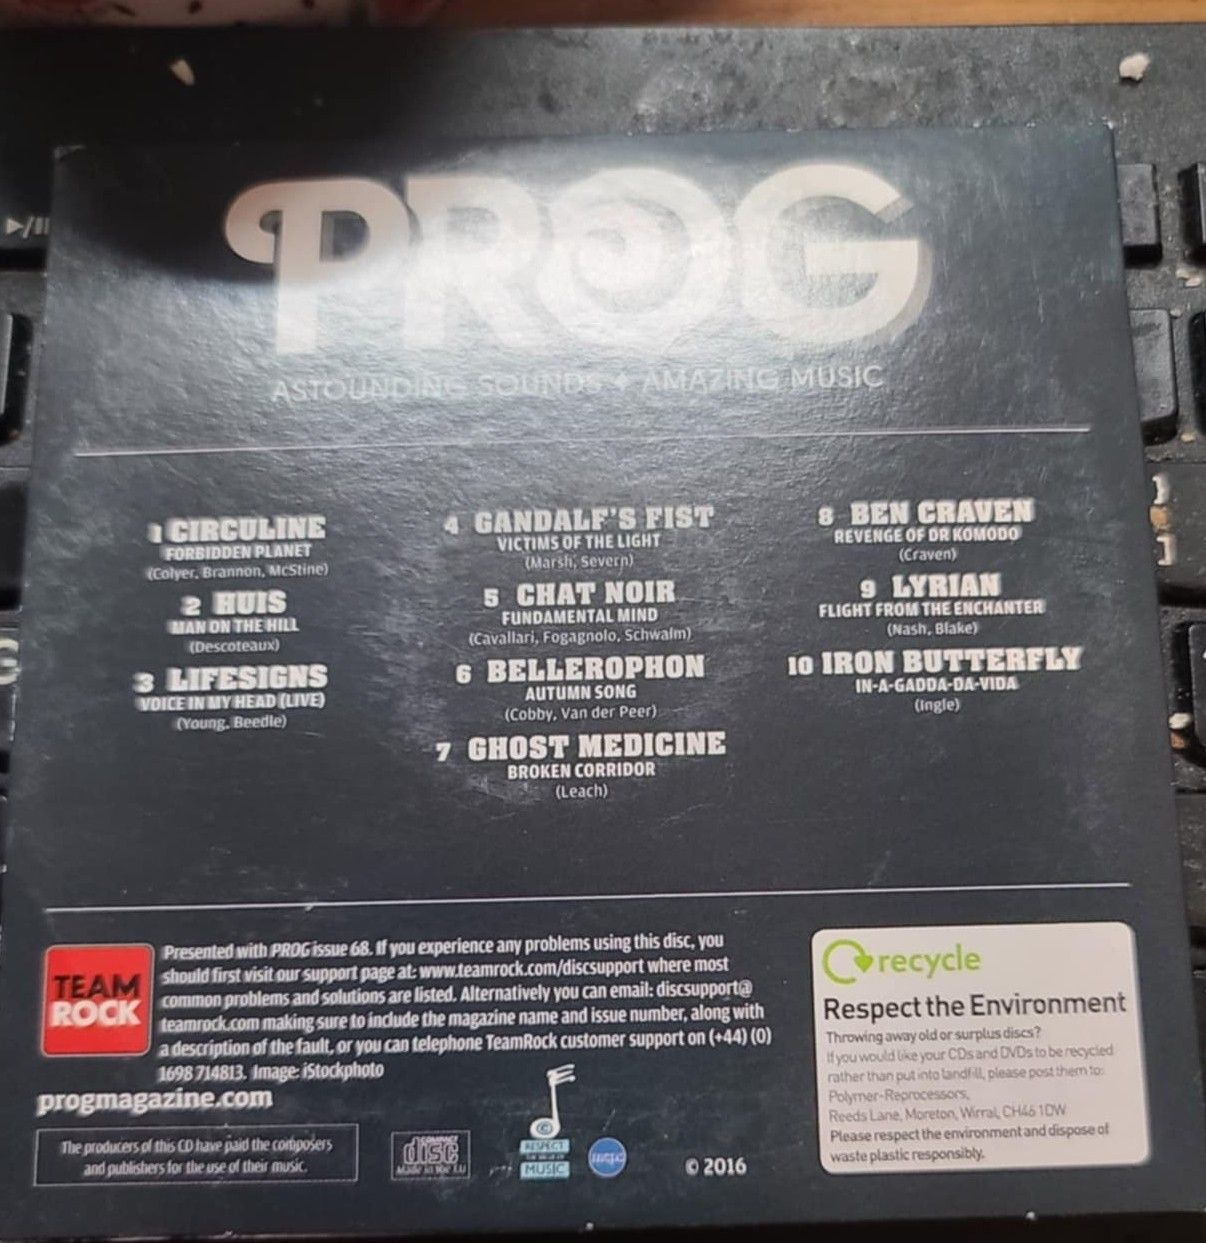 PROG
ASTOUNDING SOUNDS + AMAZING MUSIC
1 CIRCULINE
FORBIDDEN PLANET
(Colyer, Brannon, McStine)
2 HUIS
MAN ON THE HILL
(Descoteaux)
3 LIFESIGNS
VOICE IN MY HEAD (LIVE)
(Young, Beedle)
4 GANDALF'S FIST
VICTIMS OF THE LIGHT
(Marsh, Severn)
5 CHAT NOIR
FUNDAMENTAL MIND
(Cavallari, Fogagnolo, Schwalm)
6 BELLEROPHON
AUTUMN SONG
(Cobby, Van der Peer)
7 GHOST MEDICINE
BROKEN CORRIDOR
(Leach)
8 BEN CRAVEN
REVENGE OF DR KOMODO
(Craven)
9 LYRIAN
FLIGHT FROM THE ENCHANTER
(Nash, Blake)
10 IRON BUTTERFLY
IN-A-GADDA-DA-VIDA
(Ingle)
TEAM
ROCK
Presented with PROG issue 68. If you experience any problems using this disc, you
should first visit our support page at: www.teamrock.com/discsupport where most
common problems and solutions are listed. Alternatively you can email: discsupport@
teamrock.com making sure to include the magazine name and issue number, along with
a description of the fault, or you can telephone TeamRock customer support on (+44) (0)
1698 714813. Image: iStockphoto
progmagazine.com
The producers of this CD have paid the composers
and publishers for the use of their music.
COMPACT
disc
Made in the EU
©
RESPECT
MUSIC
mcps
© 2016
recycle
Respect the Environment
Throwing away old or surplus discs?
If you would like your CDs and DVDs to be recycled
rather than put into landfill, please post them to:
Polymer-Reprocessors,
Reeds Lane, Moreton, Wirral, CH46 1DW
Please respect the environment and dispose of
waste plastic responsibly.